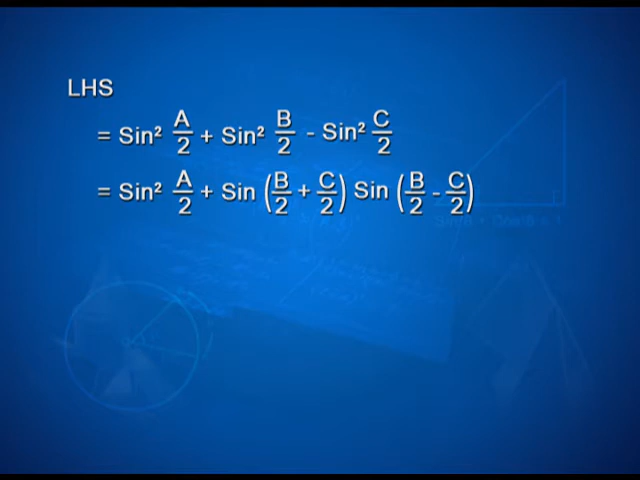 LHS
= Sin² A/2 + Sin² B/2 - Sin² C/2
= Sin² A/2 + Sin (B/2 + C/2) Sin (B/2 - C/2)